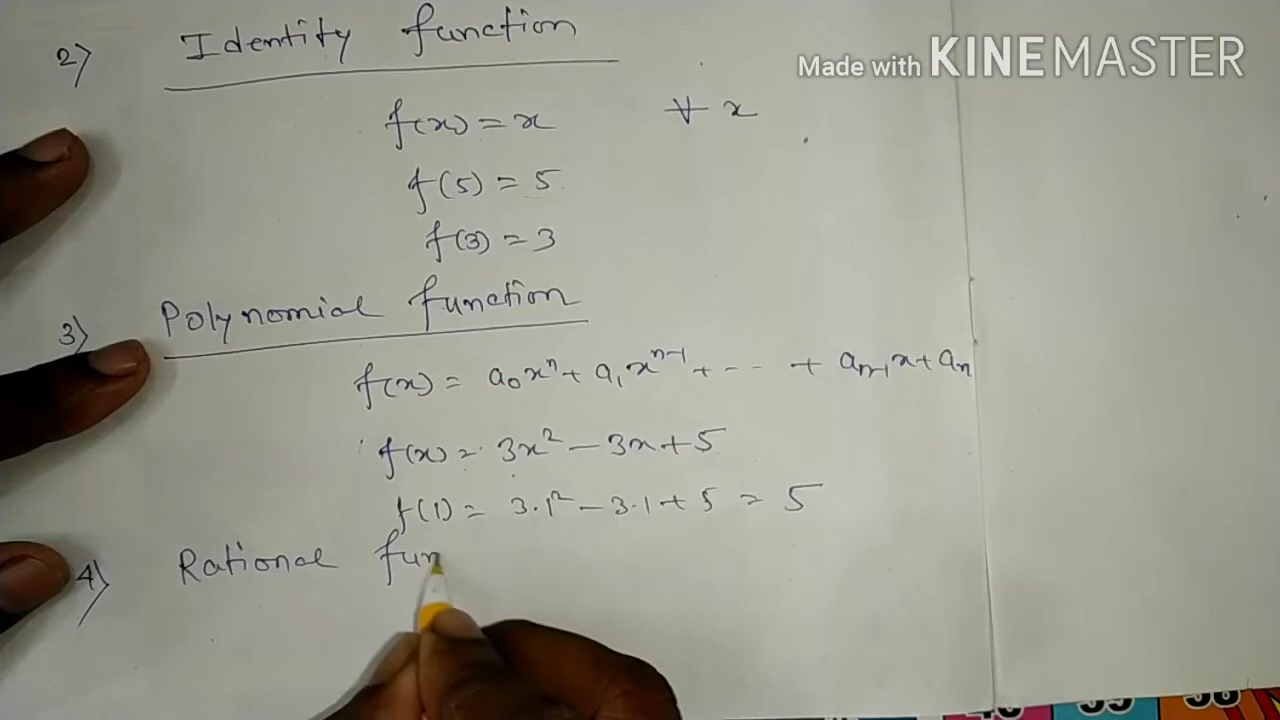 Made with KINEMASTER
2) Identity function
f(x) = x ∀ x
f(5) = 5
f(3) = 3
3) Polynomial function
f(x) = a₀xⁿ + a₁xⁿ⁻¹ + - - - + aₙ₋₁x + aₙ
f(x) = 3x² - 3x + 5
f(1) = 3.1² - 3.1 + 5 = 5
4) Rational fun